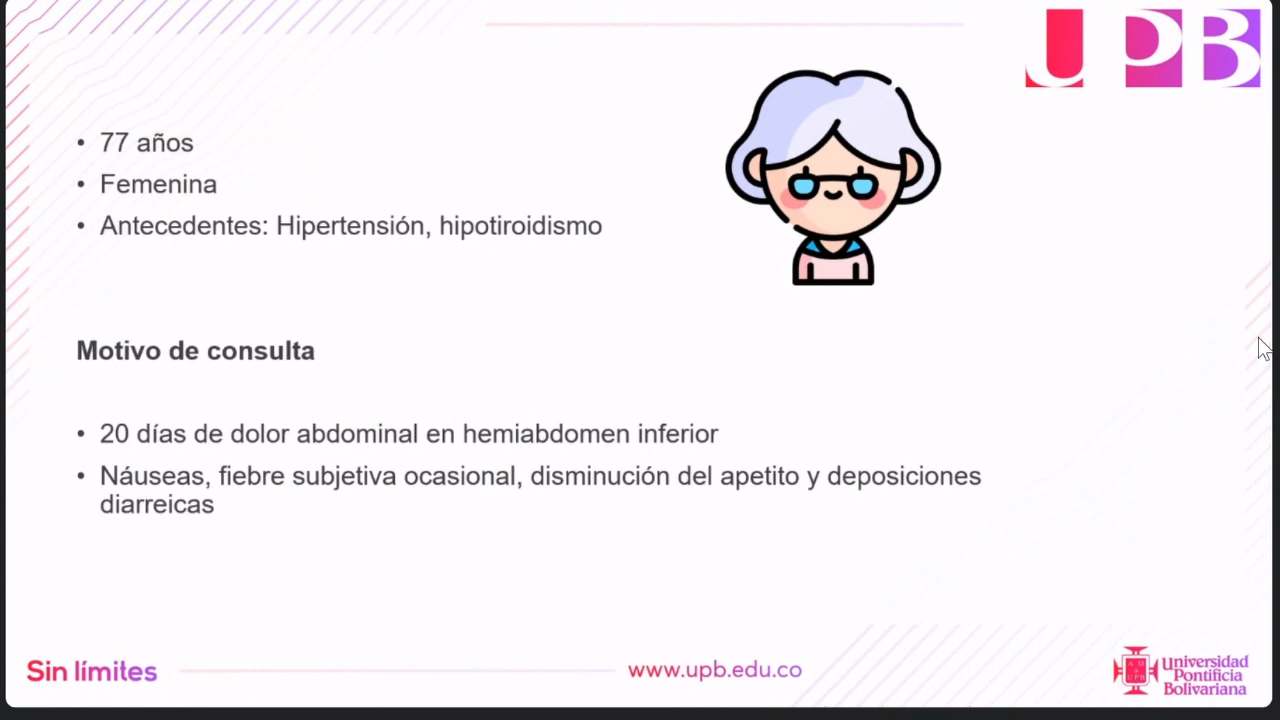 UPB
• 77 años
• Femenina
• Antecedentes: Hipertensión, hipotiroidismo
Motivo de consulta
• 20 días de dolor abdominal en hemiabdomen inferior
• Náuseas, fiebre subjetiva ocasional, disminución del apetito y deposiciones
diarreicas
Sin límites
www.upb.edu.co
Universidad
Pontificia
Bolivariana